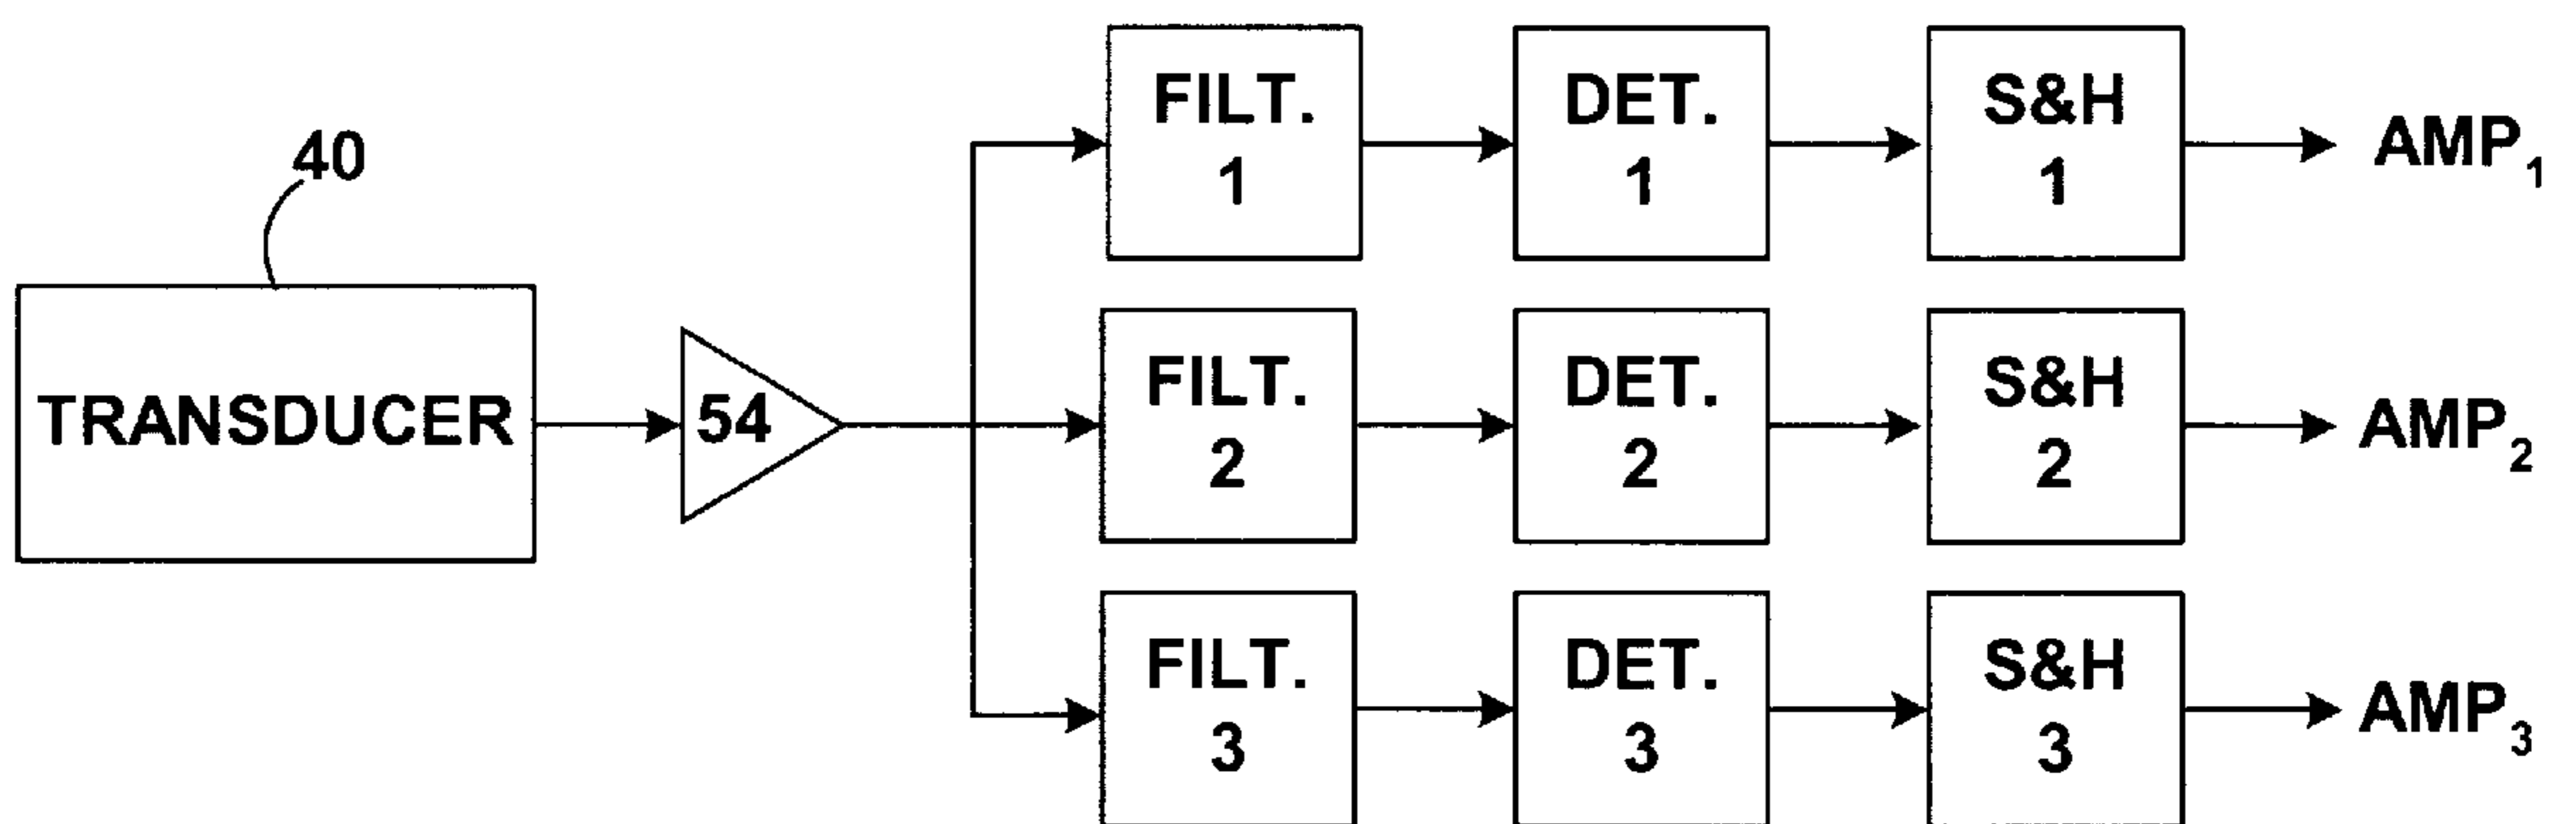 FILT.
1
DET.
1
S&H
1
AMP₁
40
TRANSDUCER
54
FILT.
2
DET.
2
S&H
2
AMP₂
FILT.
3
DET.
3
S&H
3
AMP₃